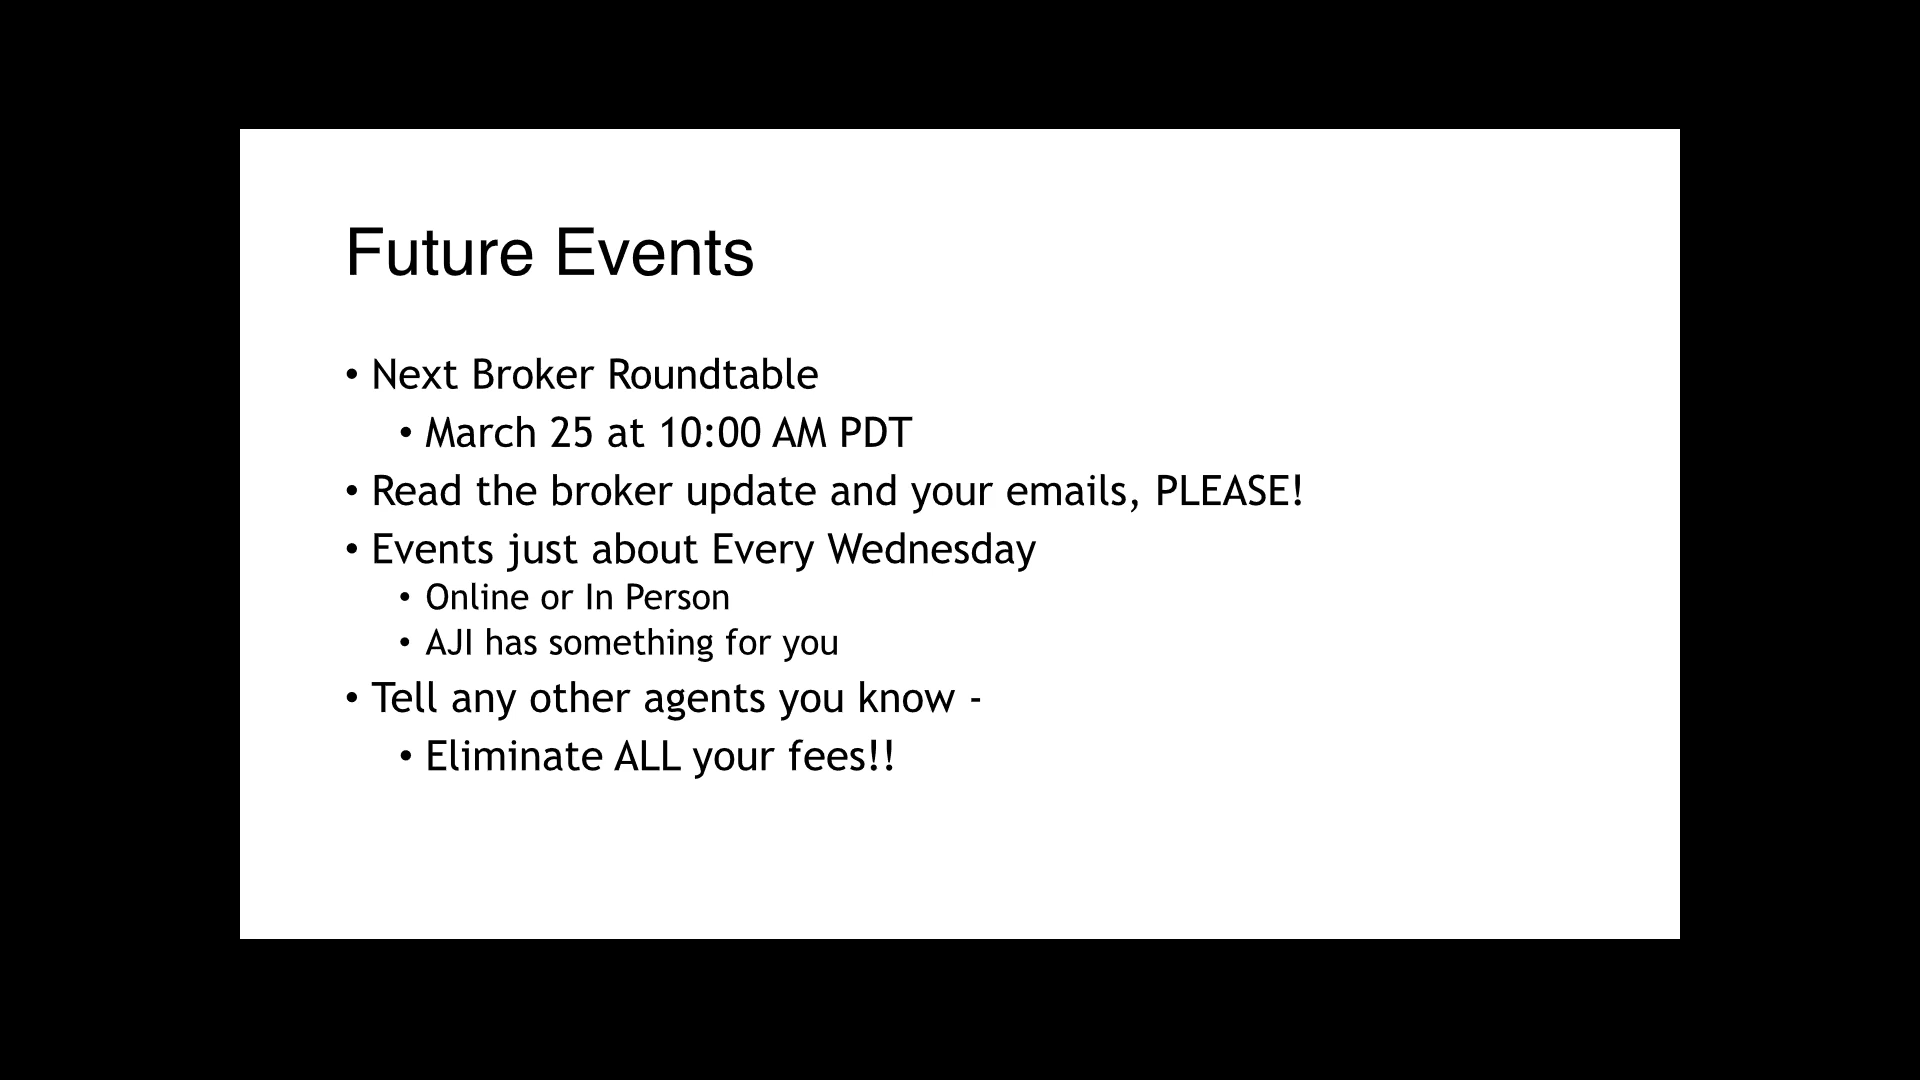 Future Events
• Next Broker Roundtable
• March 25 at 10:00 AM PDT
• Read the broker update and your emails, PLEASE!
• Events just about Every Wednesday
• Online or In Person
• AJI has something for you
• Tell any other agents you know -
• Eliminate ALL your fees!!